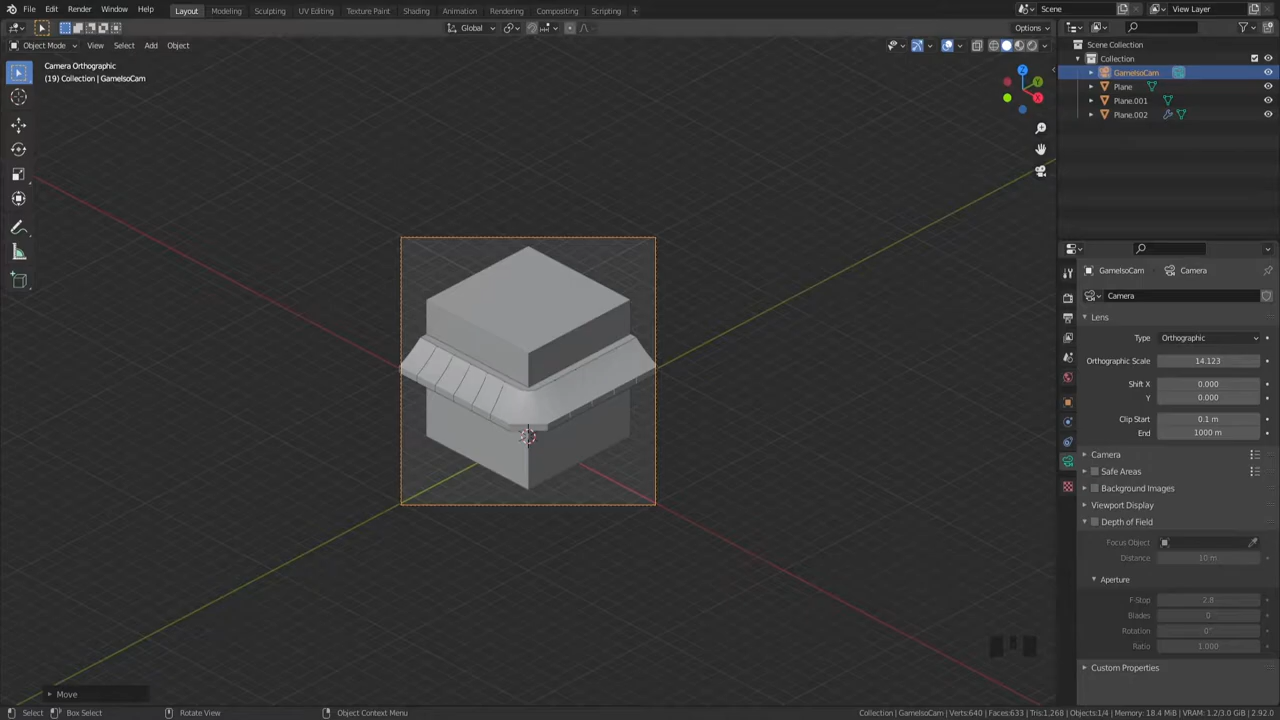 File Edit Render Window Help Layout Modeling Sculpting UV Editing Texture Paint Shading Animation Rendering Compositing Scripting + Scene View Layer
Global Options
Object Mode View Select Add Object
Scene Collection
Collection
GameIsoCam
Plane
Plane.001
Plane.002
Camera Orthographic
(19) Collection | GameIsoCam
Z
Y
X
GameIsoCam Camera
Camera
Lens
Type Orthographic
Orthographic Scale 14.123
Shift X 0.000
Y 0.000
Clip Start 0.1 m
End 1000 m
Camera
Safe Areas
Background Images
Viewport Display
Depth of Field
Focus Object
Distance 10 m
Aperture
F-Stop 2.8
Blades 0
Rotation 0°
Ratio 1.000
Custom Properties
Move
Select Box Select Rotate View Object Context Menu Collection | GameIsoCam | Verts:640 | Faces:633 | Tris:1,268 | Objects:1/4 | Memory: 18.4 MiB | VRAM: 1.2/3.0 GiB | 2.92.0